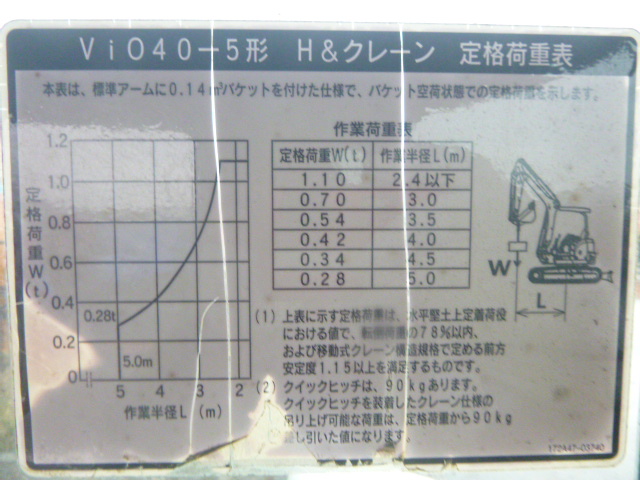 ViO40-5形 H&クレーン 定格荷重表
本表は、標準アームに0.14㎥バケットを付けた仕様で、バケット空荷状態での定格荷重を示します。
作業荷重表
定格荷重W(t) 作業半径L(m)
1.10 2.4以下
0.70 3.0
0.54 3.5
0.42 4.0
0.34 4.5
0.28 5.0
定格荷重W(t)
1.2
1.0
0.8
0.6
0.4
0.2
0
0.28t
5.0m
5 4 3 2
作業半径L(m)
W
L
(1) 上表に示す定格荷重は、水平堅土上定着荷役
における値で、転倒荷重の78%以内、
および移動式クレーン構造規格で定める前方
安定度1.15以上を満足するものです。
(2) クイックヒッチは、90kgあります。
クイックヒッチを装着したクレーン仕様の
吊り上げ可能な荷重は、定格荷重から90kg
差し引いた値になります。
172A47-03740